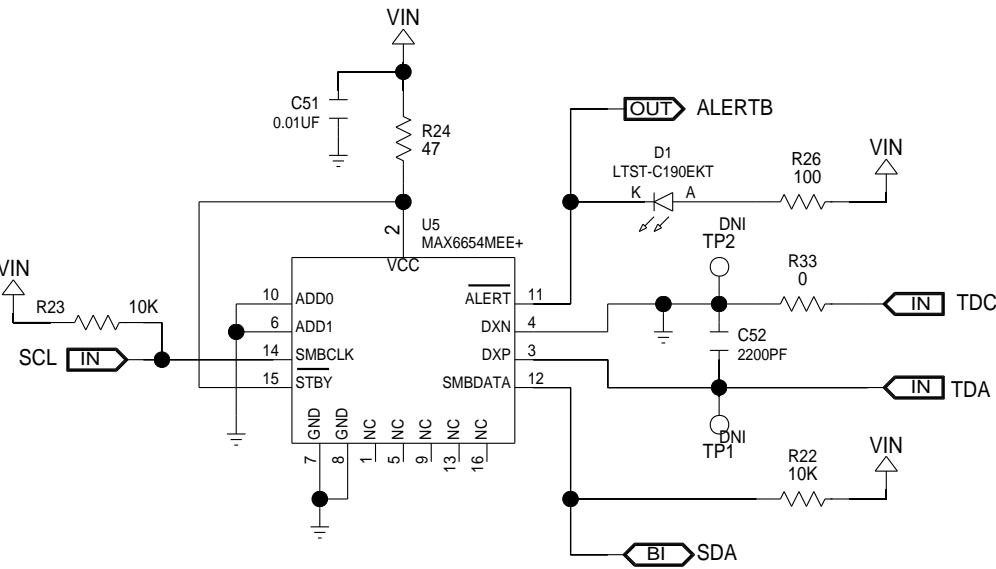 VIN
C51
0.01UF
R24
47
OUT ALERTB
D1
LTST-C190EKT
K A
R26
100
VIN
U5
MAX6654MEE+
2
VCC
DNI
TP2
VIN
R23 10K
SCL IN
10 ADD0
6 ADD1
14 SMBCLK
15 STBY
ALERT 11
DXN 4
DXP 3
SMBDATA 12
R33
0
IN TDC
C52
2200PF
IN TDA
DNI
TP1
GND GND NC NC NC NC NC
7 8 1 5 9 13 16
R22
10K
VIN
BI SDA